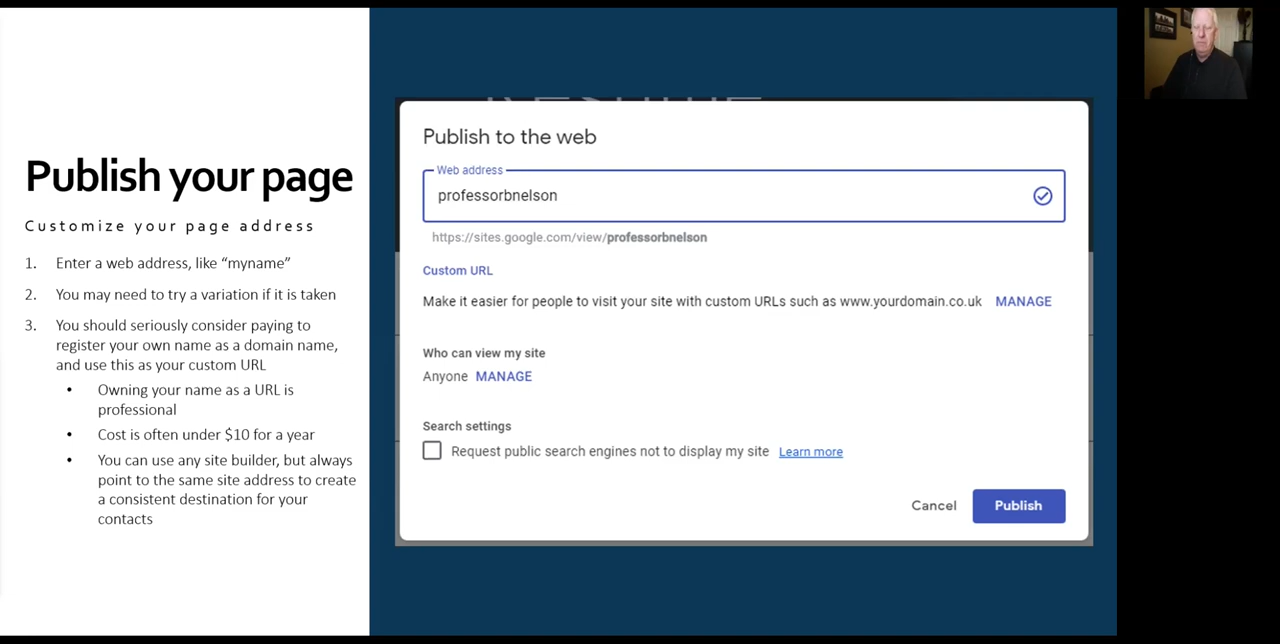 Publish your page
Customize your page address
1. Enter a web address, like “myname”
2. You may need to try a variation if it is taken
3. You should seriously consider paying to
register your own name as a domain name,
and use this as your custom URL
• Owning your name as a URL is
professional
• Cost is often under $10 for a year
• You can use any site builder, but always
point to the same site address to create
a consistent destination for your
contacts
Publish to the web
Web address
professorbnelson
https://sites.google.com/view/professorbnelson
Custom URL
Make it easier for people to visit your site with custom URLs such as www.yourdomain.co.uk MANAGE
Who can view my site
Anyone MANAGE
Search settings
Request public search engines not to display my site Learn more
Cancel Publish